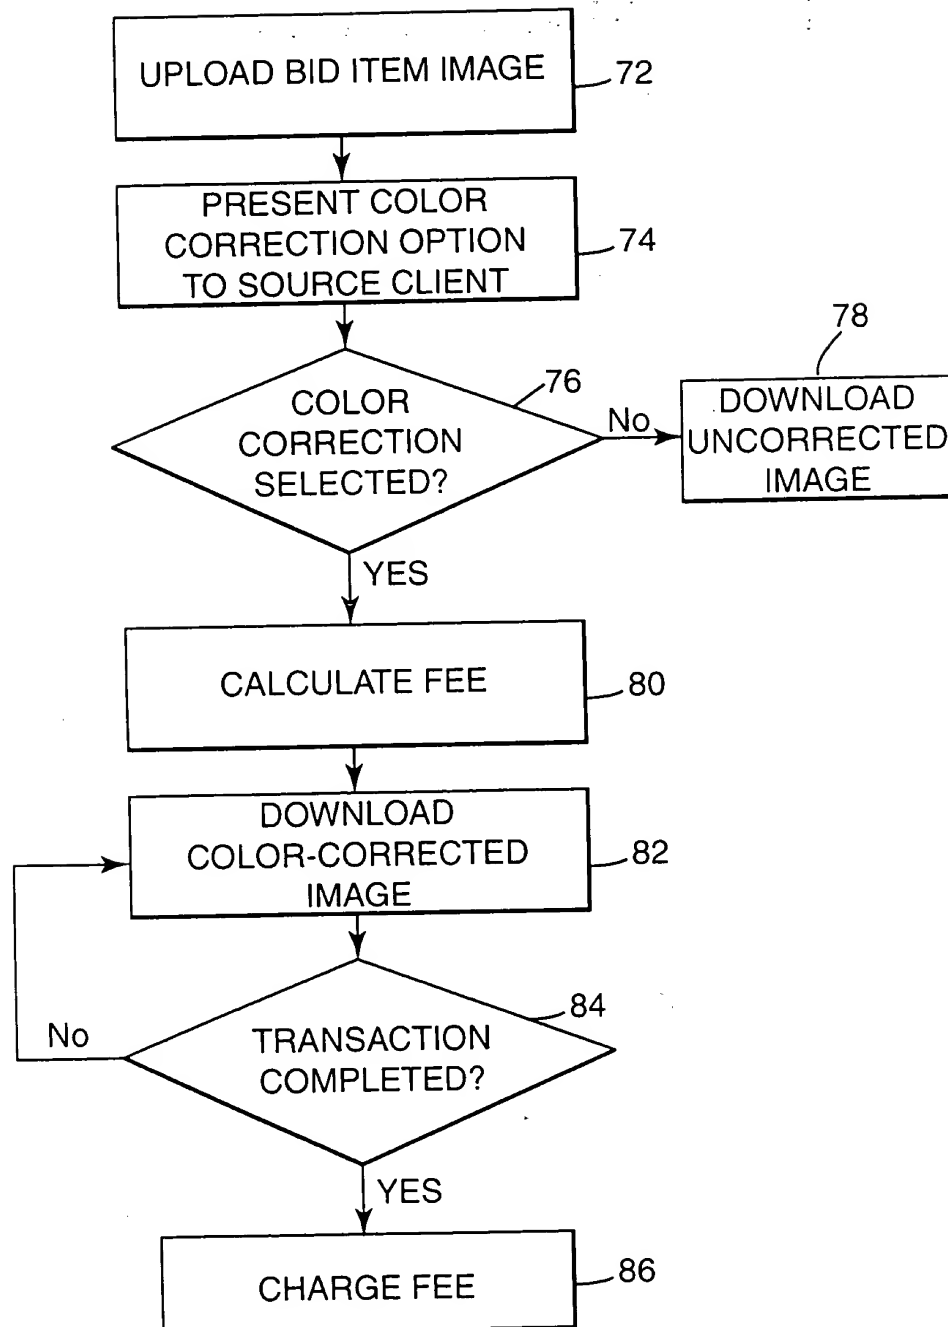 UPLOAD BID ITEM IMAGE
72
PRESENT COLOR
CORRECTION OPTION
TO SOURCE CLIENT
74
78
76
COLOR
CORRECTION
SELECTED?
No
DOWNLOAD
UNCORRECTED
IMAGE
YES
CALCULATE FEE
80
DOWNLOAD
COLOR-CORRECTED
IMAGE
82
84
No
TRANSACTION
COMPLETED?
YES
CHARGE FEE
86